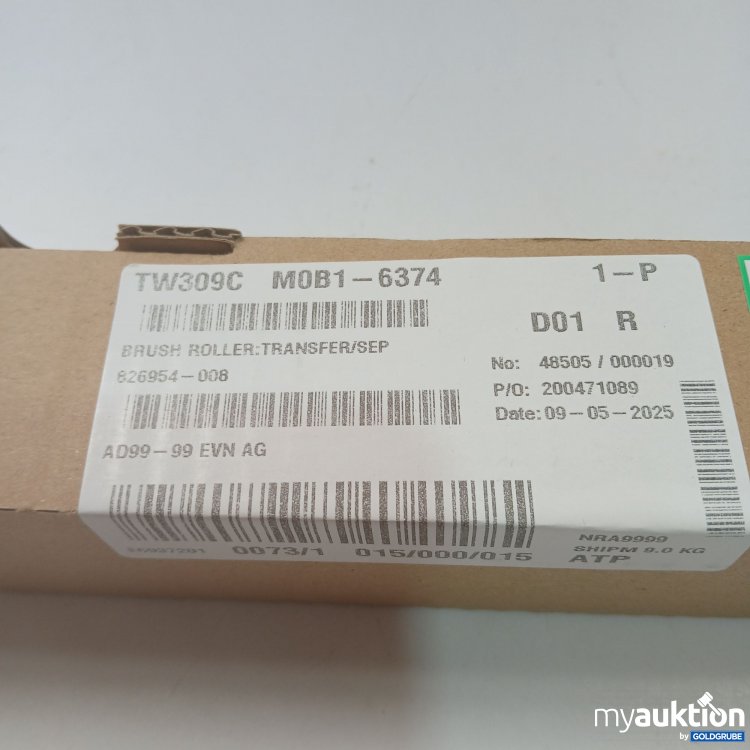 TW309C M0B1-6374 1-P
D01 R
BRUSH ROLLER:TRANSFER/SEP
No: 48505 / 000019
826954-008
P/O: 200471089
Date: 09-05-2025
AD99-99 EVN AG
NRA9999
0073/1 015/000/015
SHIPM 9.0 KG
ATP
myauktion
by GOLDGRUBE